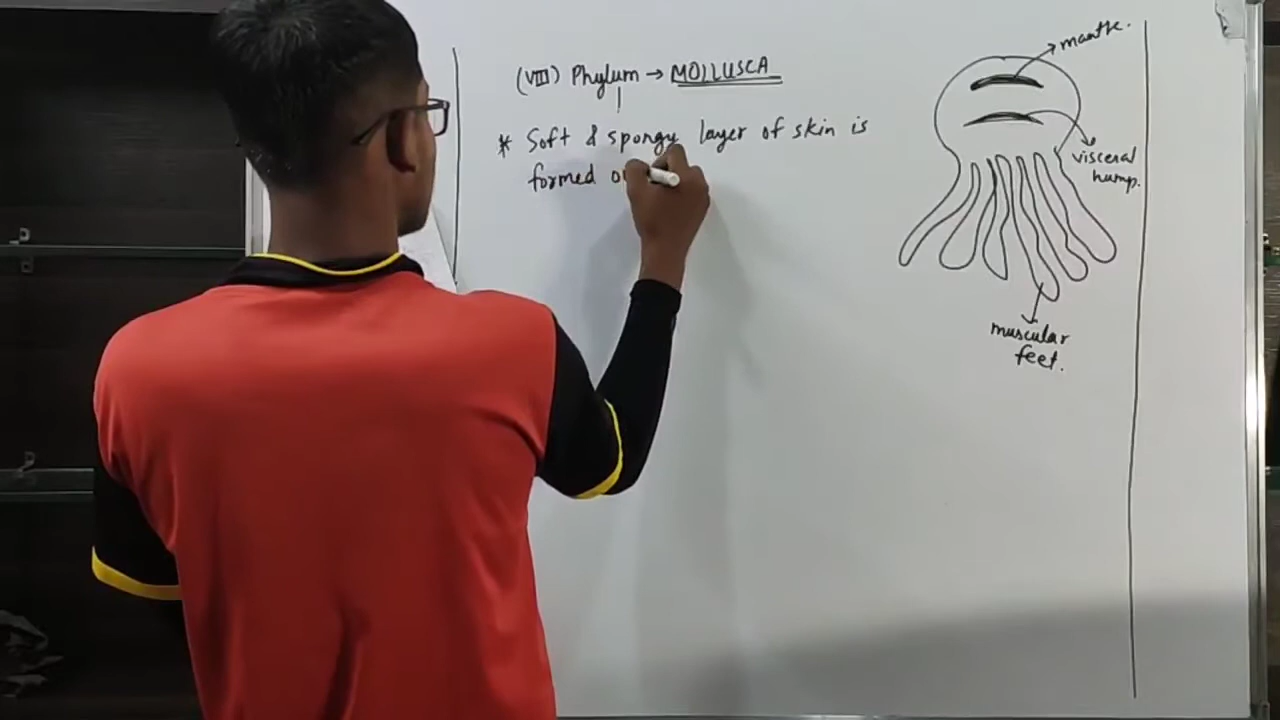 (VIII) Phylum → MOLLUSCA
* Soft & spongy layer of skin is
formed
mantle.
visceral
hump.
muscular
feet.